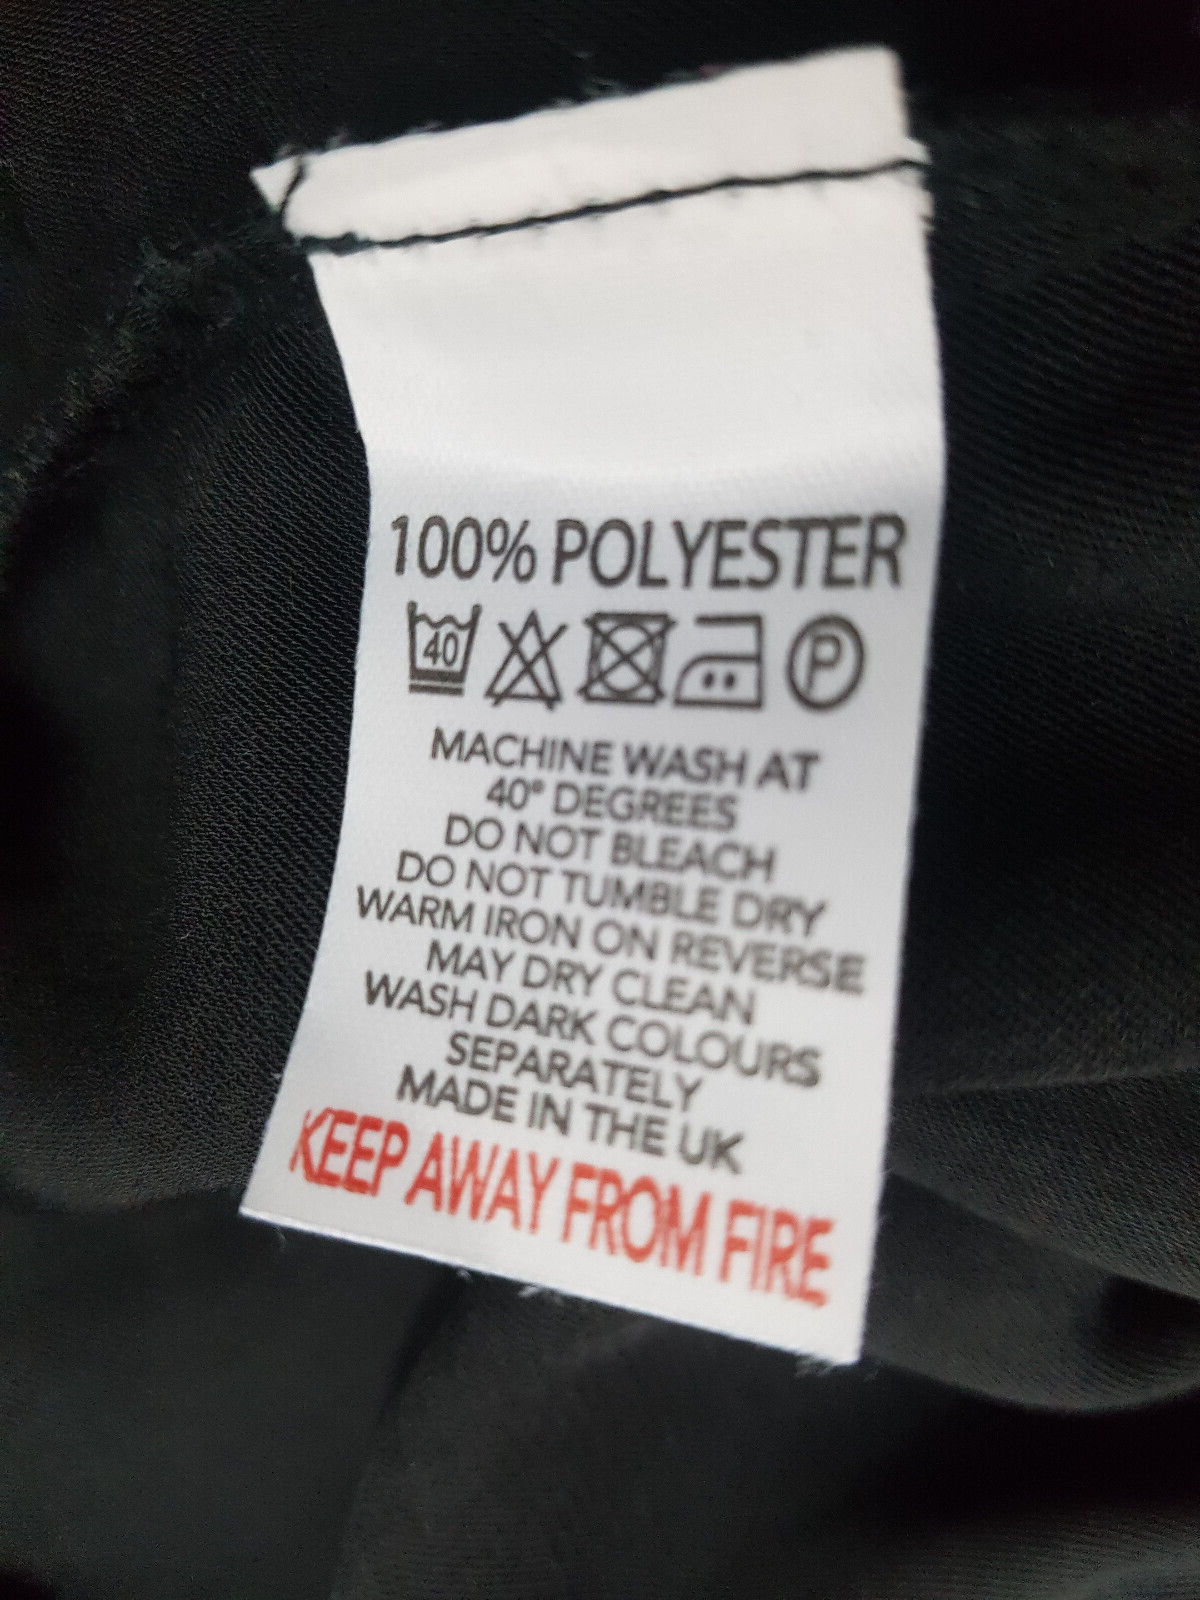 100% POLYESTER
40 P
MACHINE WASH AT
40° DEGREES
DO NOT BLEACH
DO NOT TUMBLE DRY
WARM IRON ON REVERSE
MAY DRY CLEAN
WASH DARK COLOURS
SEPARATELY
MADE IN THE UK
KEEP AWAY FROM FIRE